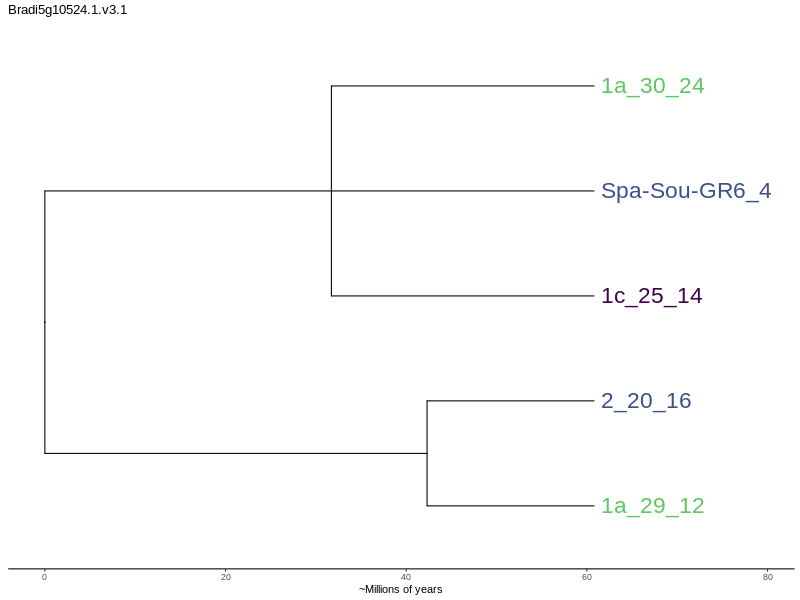 Bradi5g10524.1.v3.1
1a_30_24
Spa-Sou-GR6_4
1c_25_14
2_20_16
1a_29_12
0 20 40 60 80
~Millions of years